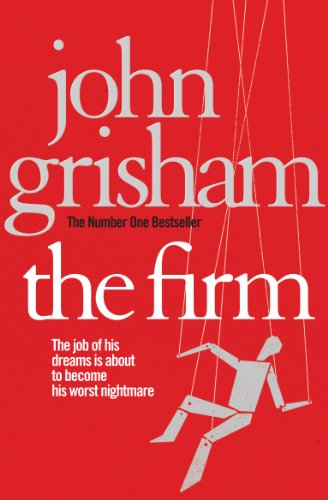 john
grisham
The Number One Bestseller
the firm
The job of his
dreams is about
to become
his worst nightmare